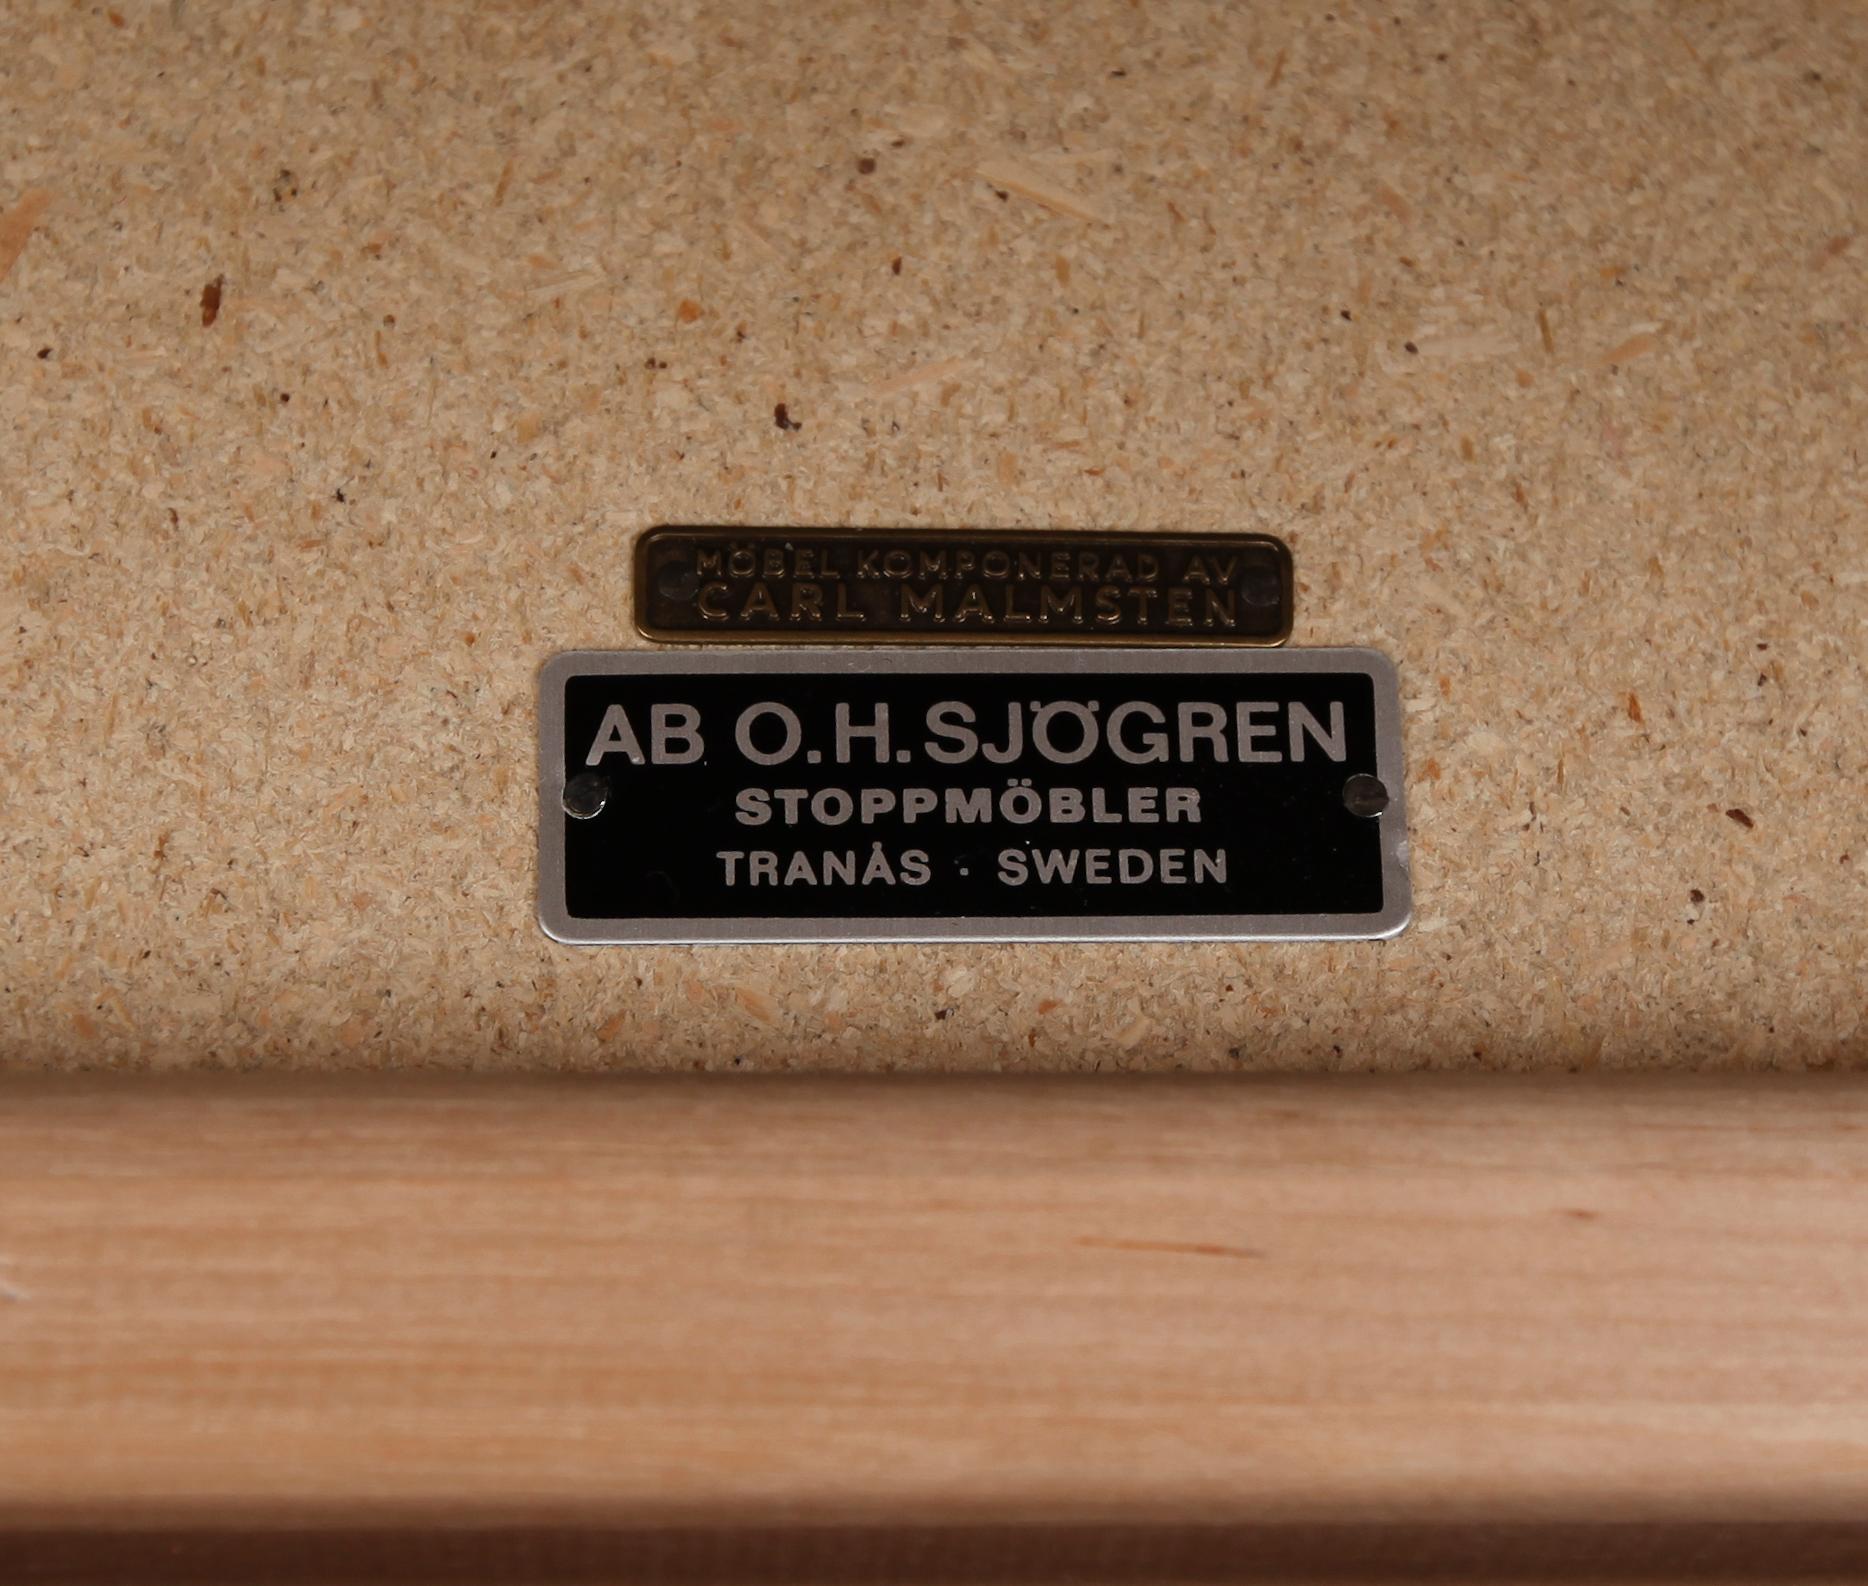 MÖBEL KOMPONERAD AV
CARL MALMSTEN
AB O.H. SJÖGREN
STOPPMÖBLER
TRANÅS · SWEDEN